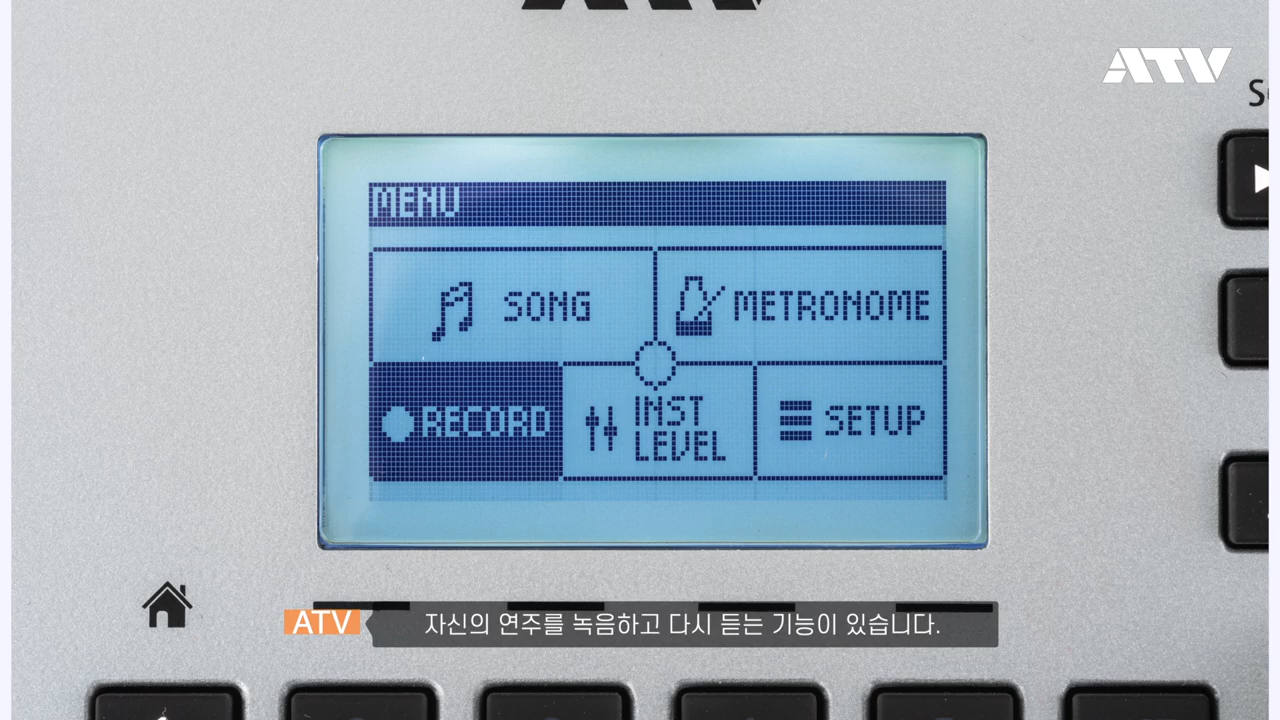 ATV
MENU
SONG
METRONOME
RECORD
INST
LEVEL
SETUP
ATV
자신의 연주를 녹음하고 다시 듣는 기능이 있습니다.